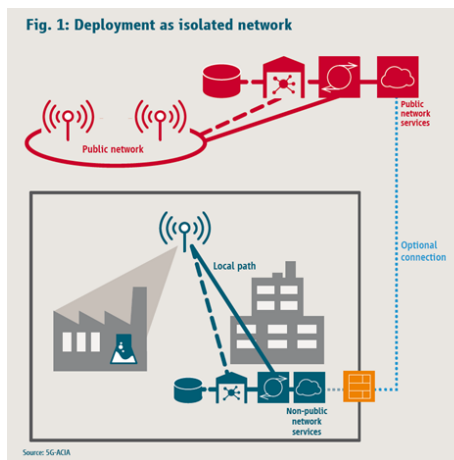 Fig. 1: Deployment as isolated network
Public
network
services
Public network
Optional
connection
Local path
Non-public
network
services
Source: 5G-ACIA